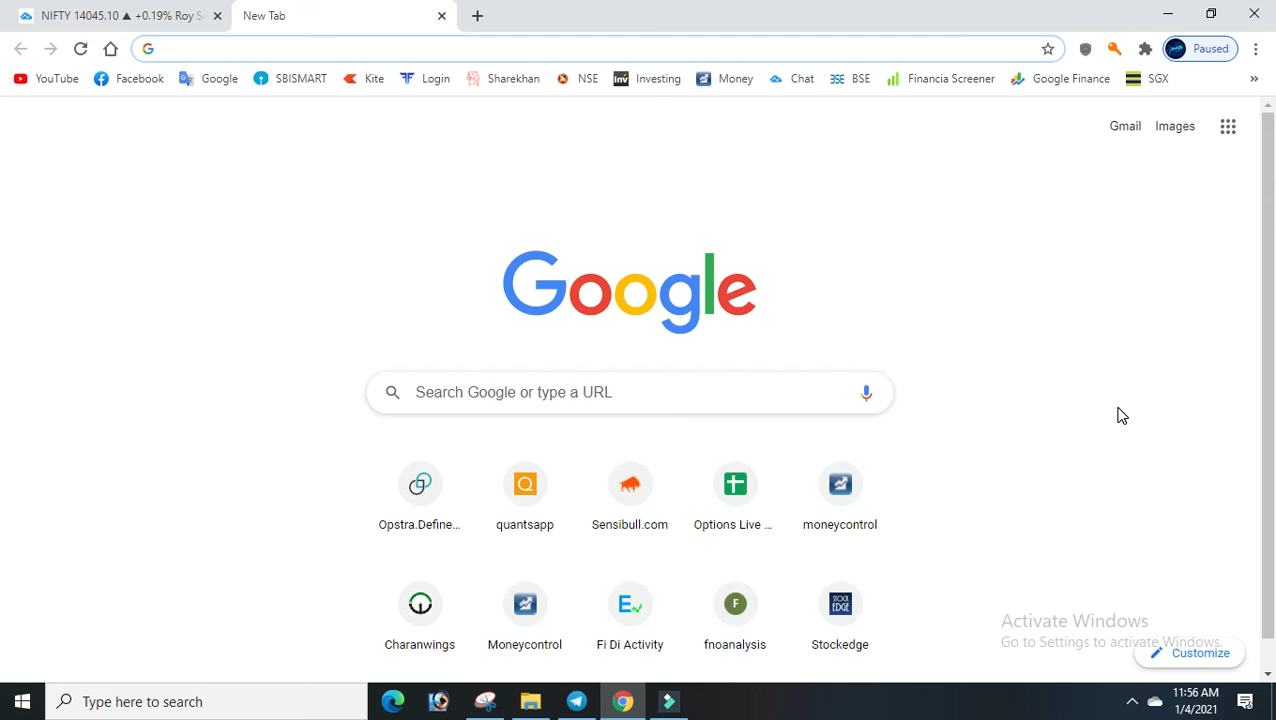 NIFTY 14045.10 ▲ +0.19% Roy S
New Tab
Paused
YouTube Facebook Google SBISMART Kite Login Sharekhan NSE Investing Money Chat BSE Financia Screener Google Finance SGX »
Gmail Images
Google
Search Google or type a URL
Opstra.Define... quantsapp Sensibull.com Options Live ... moneycontrol
Charanwings Moneycontrol Fi Di Activity fnoanalysis Stockedge
Activate Windows
Go to Settings to activate Windows.
Customize
Type here to search
11:56 AM
1/4/2021